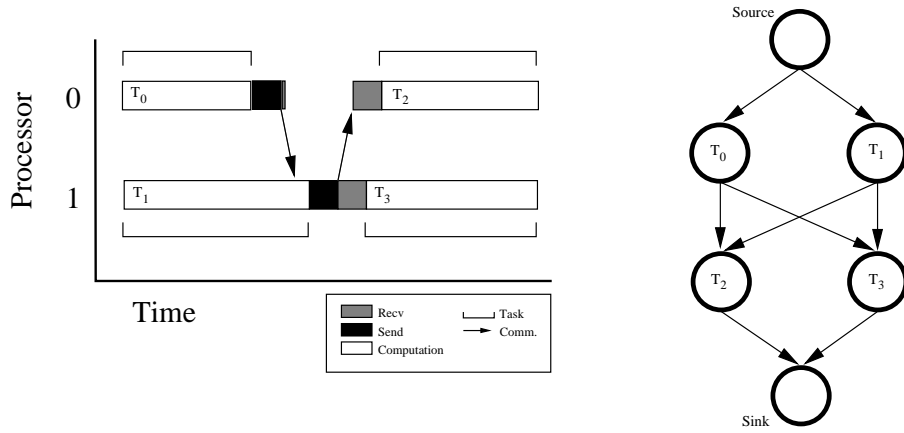 Processor
0
T0
T2
1
T1
T3
Time
Recv
Send
Computation
Task
Comm.
Source
T0
T1
T2
T3
Sink